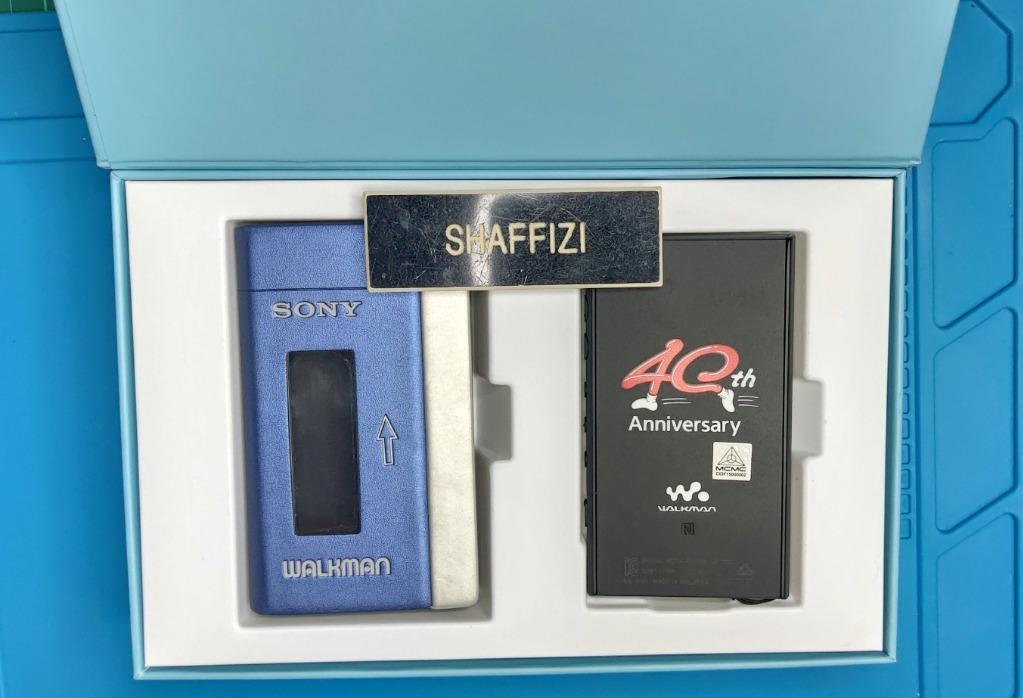 SHAFFIZI
SONY
WALKMAN
40th
Anniversary
MCMC
WALKMAN